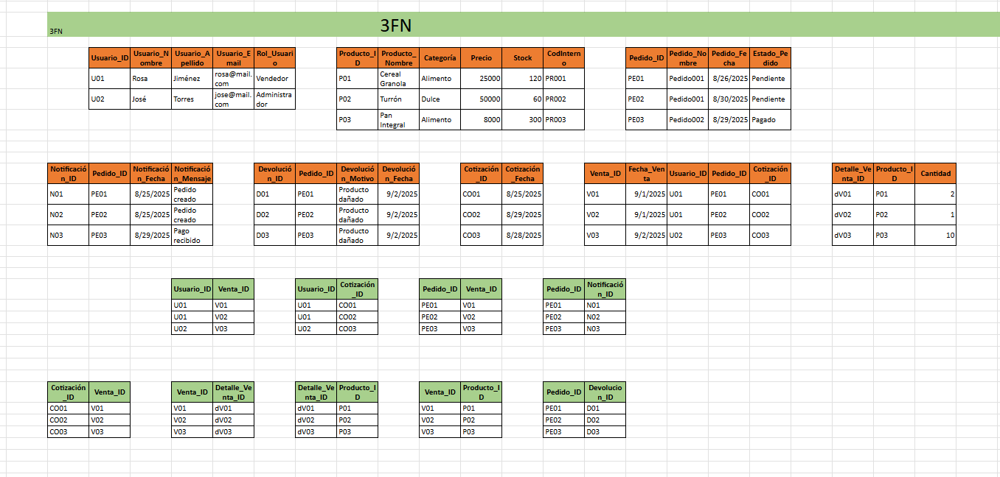 3FN
3FN
Usuario_ID Usuario_Nombre Usuario_Apellido Usuario_Email Rol_Usuario
U01 Rosa Jiménez rosa@mail.com Vendedor
U02 José Torres jose@mail.com Administrador
Producto_ID Producto_Nombre Categoría Precio Stock CodInterno
P01 Cereal Granola Alimento 25000 120 PR001
P02 Turrón Dulce 50000 60 PR002
P03 Pan Integral Alimento 8000 300 PR003
Pedido_ID Pedido_Nombre Pedido_Fecha Estado_Pedido
PE01 Pedido001 8/26/2025 Pendiente
PE02 Pedido001 8/30/2025 Pendiente
PE03 Pedido002 8/29/2025 Pagado
Notificación_ID Pedido_ID Notificación_Fecha Notificación_Mensaje
N01 PE01 8/25/2025 Pedido creado
N02 PE02 8/25/2025 Pedido creado
N03 PE03 8/29/2025 Pago recibido
Devolución_ID Pedido_ID Devolución_Motivo Devolución_Fecha
D01 PE01 Producto dañado 9/2/2025
D02 PE02 Producto dañado 9/2/2025
D03 PE03 Producto dañado 9/2/2025
Cotización_ID Cotización_Fecha
CO01 8/25/2025
CO02 8/29/2025
CO03 8/28/2025
Venta_ID Fecha_Venta Usuario_ID Pedido_ID Cotización_ID
V01 9/1/2025 U01 PE01 CO01
V02 9/1/2025 U01 PE02 CO02
V03 9/2/2025 U02 PE03 CO03
Detalle_Venta_ID Producto_ID Cantidad
dV01 P01 2
dV02 P02 1
dV03 P03 10
Usuario_ID Venta_ID
U01 V01
U01 V02
U02 V03
Usuario_ID Cotización_ID
U01 CO01
U01 CO02
U02 CO03
Pedido_ID Venta_ID
PE01 V01
PE02 V02
PE03 V03
Pedido_ID Notificación_ID
PE01 N01
PE02 N02
PE03 N03
Cotización_ID Venta_ID
CO01 V01
CO02 V02
CO03 V03
Venta_ID Detalle_Venta_ID
V01 dV01
V02 dV02
V03 dV03
Detalle_Venta_ID Producto_ID
dV01 P01
dV02 P02
dV03 P03
Venta_ID Producto_ID
V01 P01
V02 P02
V03 P03
Pedido_ID Devolucion_ID
PE01 D01
PE02 D02
PE03 D03